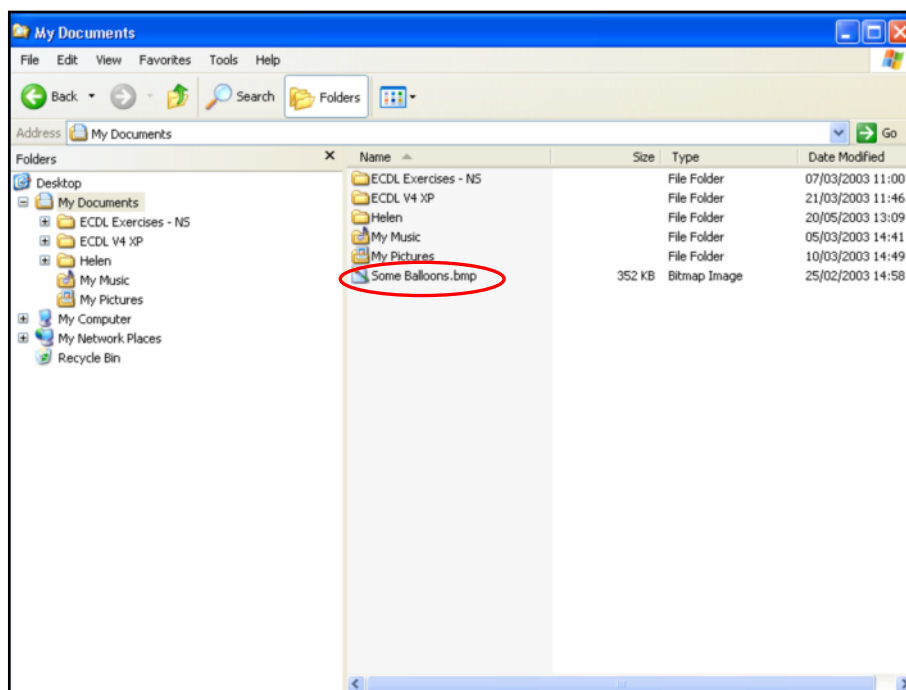 My Documents
File Edit View Favorites Tools Help
Back Search Folders
Address My Documents Go
Folders Name Size Type Date Modified
Desktop ECDL Exercises - NS File Folder 07/03/2003 11:00
My Documents ECDL V4 XP File Folder 21/03/2003 11:46
ECDL Exercises - NS Helen File Folder 20/05/2003 13:09
ECDL V4 XP My Music File Folder 05/03/2003 14:41
Helen My Pictures File Folder 10/03/2003 14:49
My Music Some Balloons.bmp 352 KB Bitmap Image 25/02/2003 14:58
My Pictures
My Computer
My Network Places
Recycle Bin